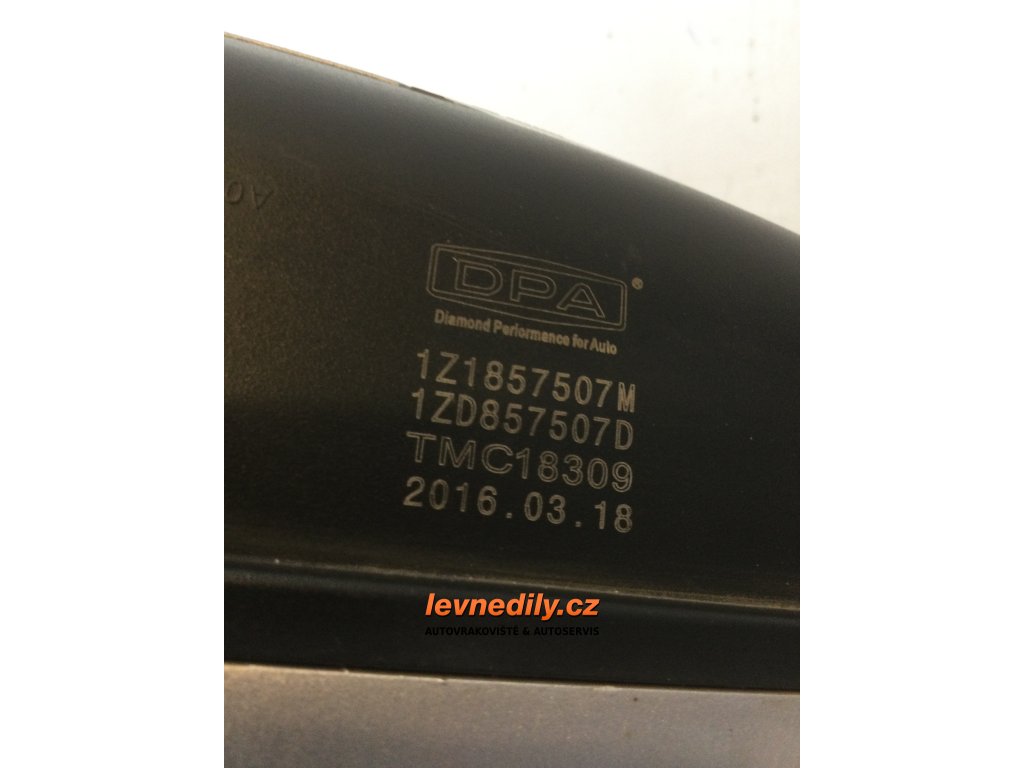 DPA®
Diamond Performance for Auto
1Z1857507M
1ZD857507D
TMC18309
2016.03.18
levnedily.cz
AUTOVRAKOVIŠTĚ & AUTOSERVIS